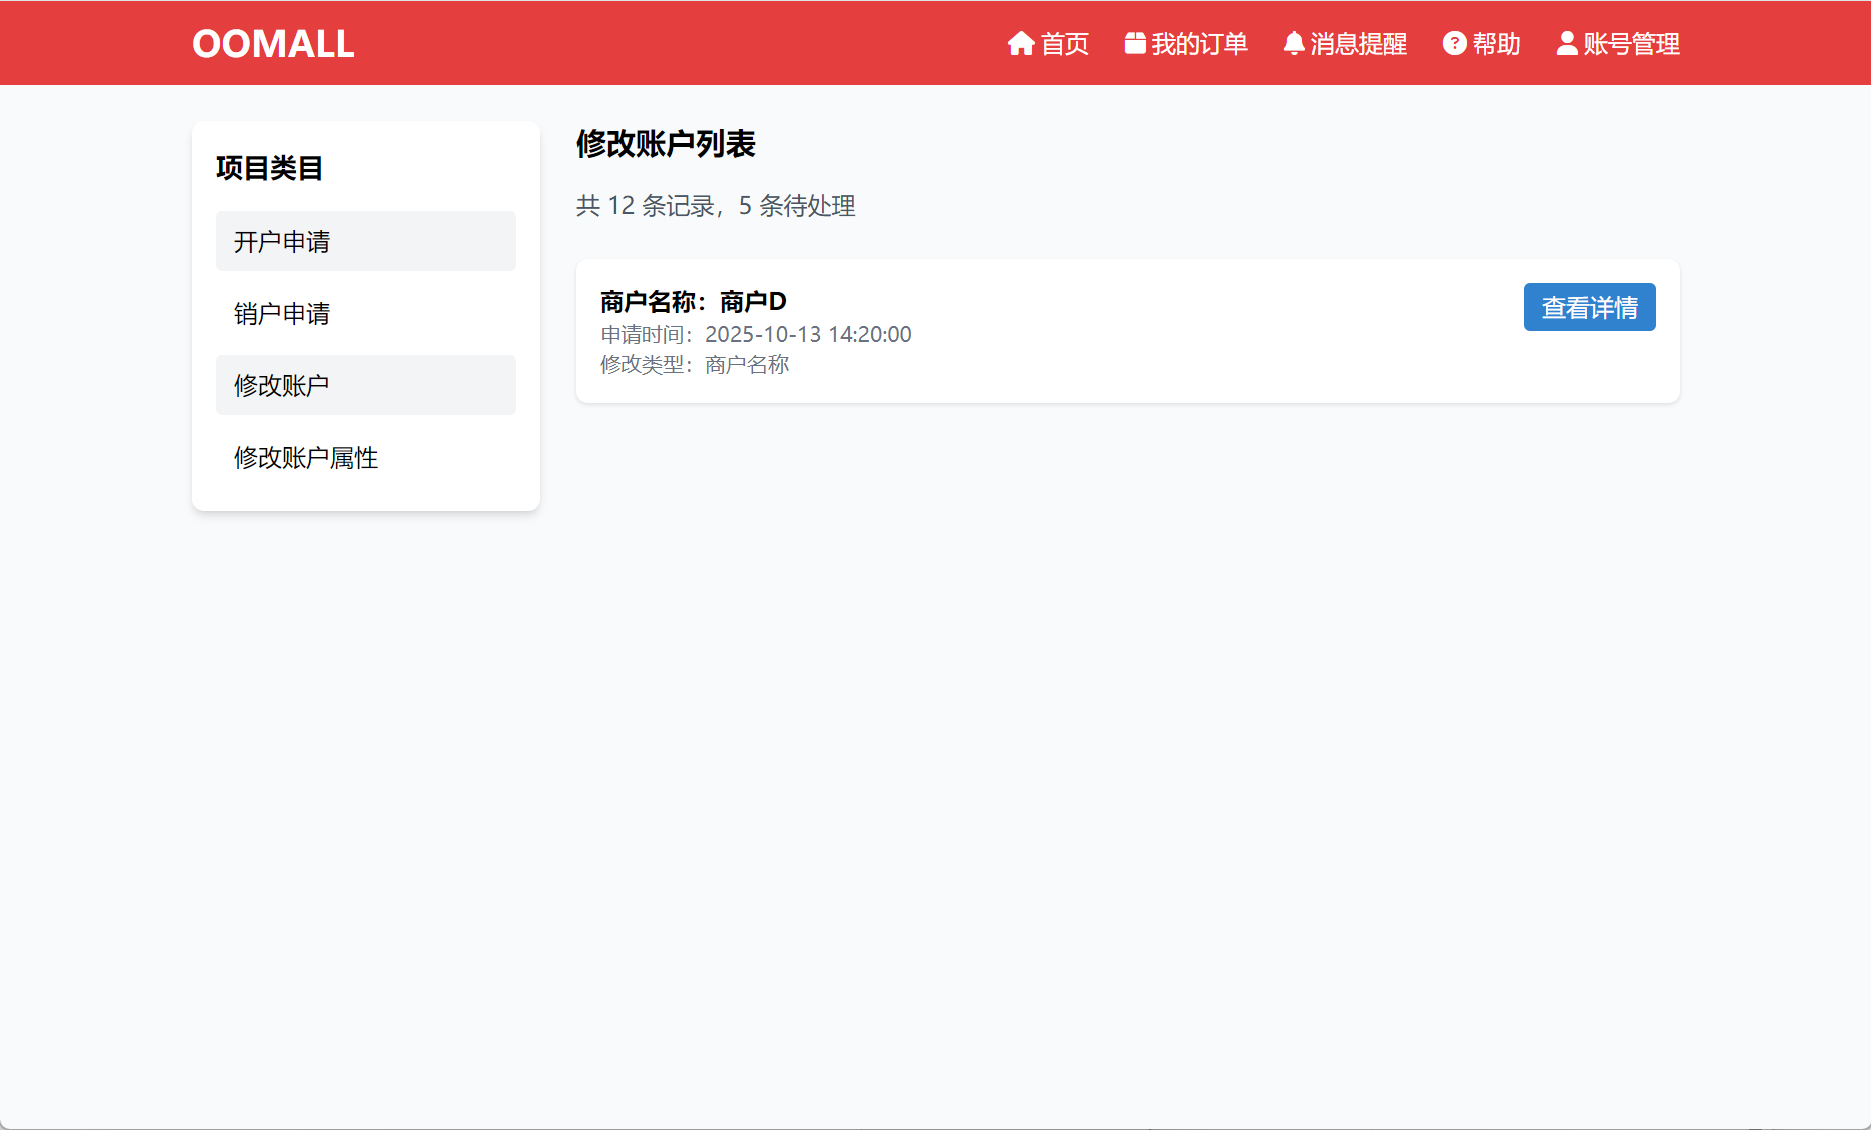 OOMALL
首页 我的订单 消息提醒 帮助 账号管理
项目类目
开户申请
销户申请
修改账户
修改账户属性
修改账户列表
共 12 条记录，5 条待处理
商户名称：商户D
申请时间：2025-10-13 14:20:00
修改类型：商户名称
查看详情